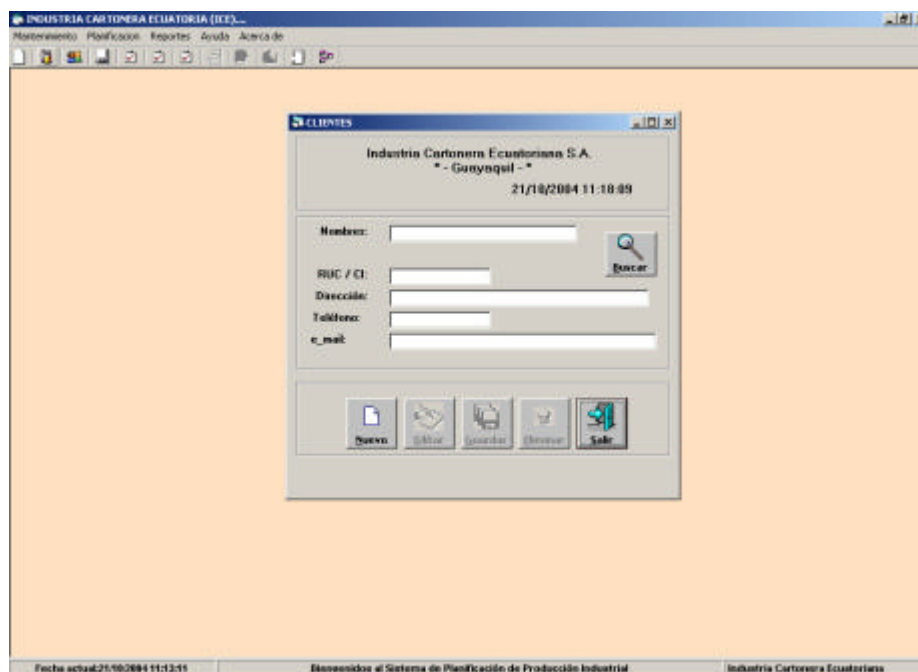 INDUSTRIA CARTONERA ECUATORIA (ICE)...
Mantenimiento Planificacion Reportes Ayuda Acerca de
CLIENTES
Industria Cartonera Ecuatoriana S.A.
* - Guayaquil - *
21/10/2004 11:18:09
Nombres:
Buscar
RUC / CI:
Dirección:
Teléfono:
e_mail:
Nuevo Editar Guardar Eliminar Salir
Fecha actual:21/10/2004 11:13:11 Bienvenidos al Sistema de Planificación de Producción Industrial Industria Cartonera Ecuatoriana